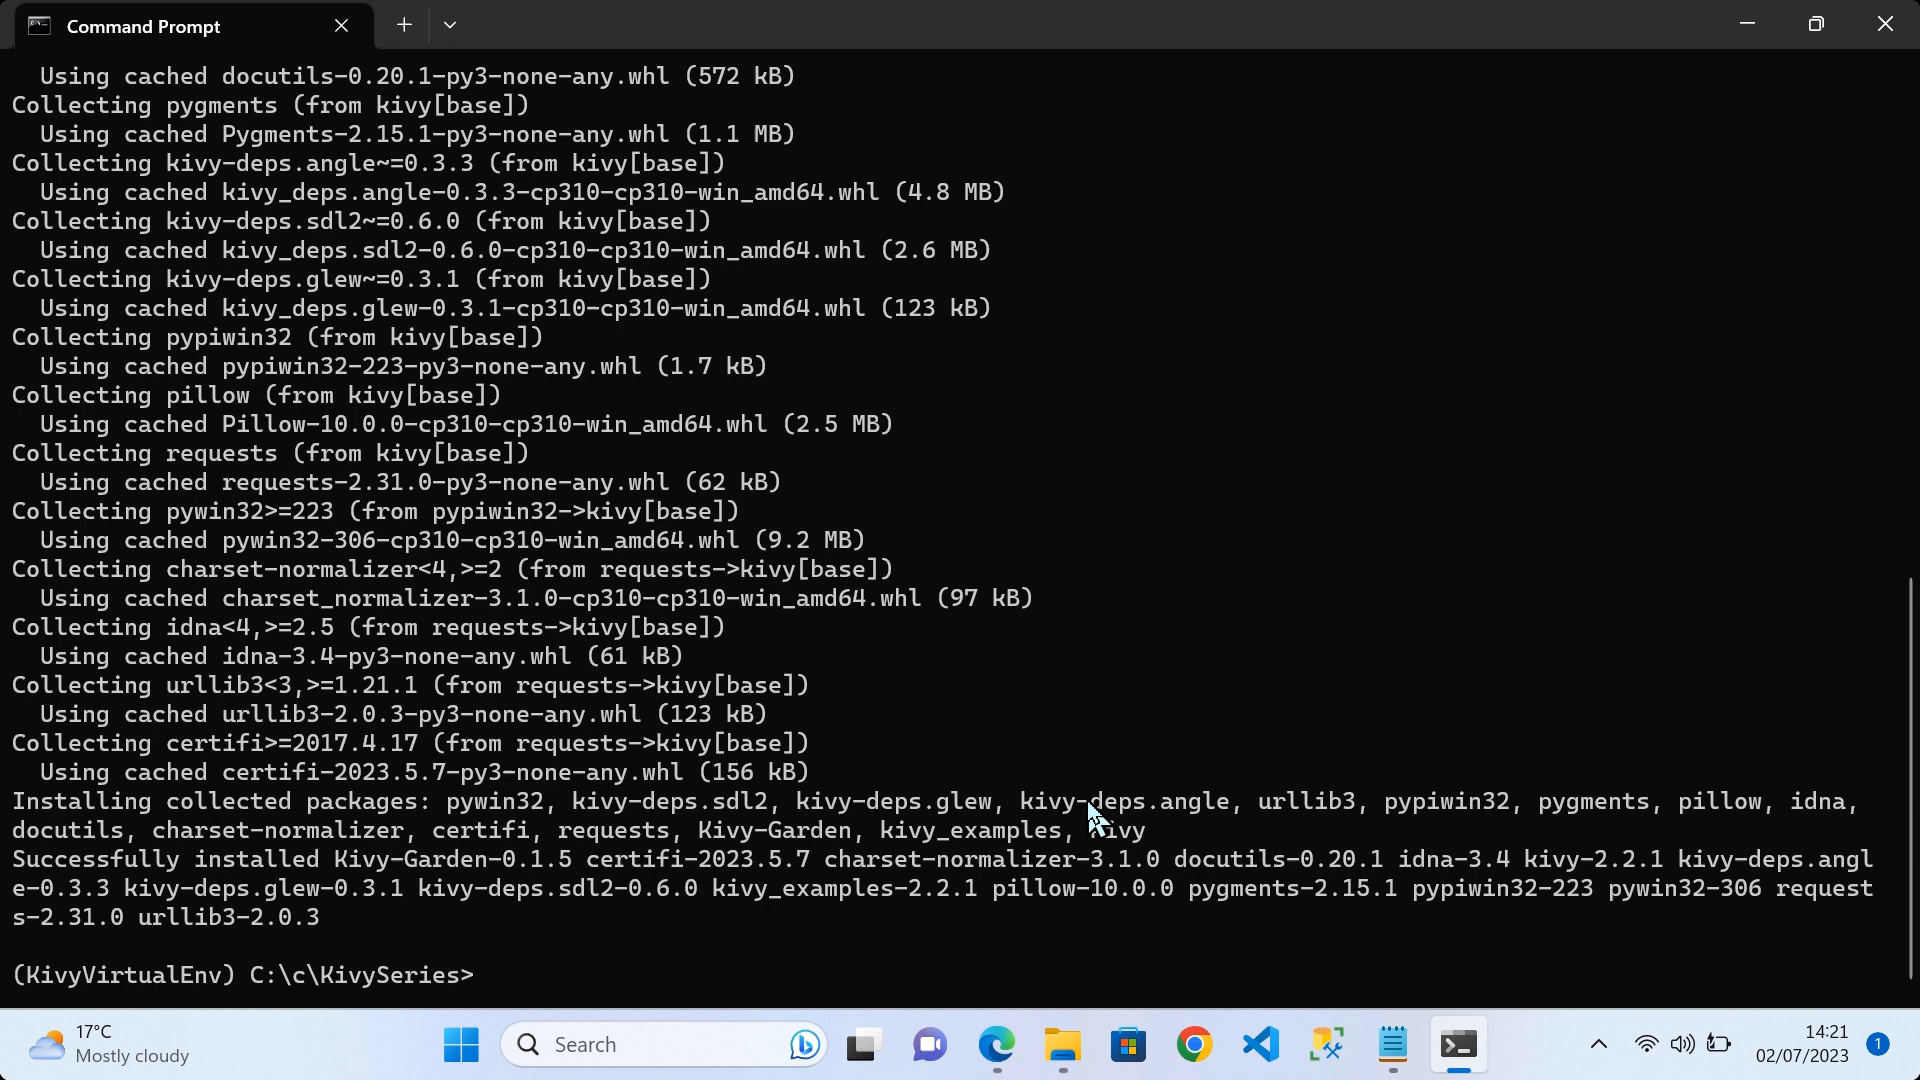 Command Prompt
Using cached docutils-0.20.1-py3-none-any.whl (572 kB)
Collecting pygments (from kivy[base])
Using cached Pygments-2.15.1-py3-none-any.whl (1.1 MB)
Collecting kivy-deps.angle~=0.3.3 (from kivy[base])
Using cached kivy_deps.angle-0.3.3-cp310-cp310-win_amd64.whl (4.8 MB)
Collecting kivy-deps.sdl2~=0.6.0 (from kivy[base])
Using cached kivy_deps.sdl2-0.6.0-cp310-cp310-win_amd64.whl (2.6 MB)
Collecting kivy-deps.glew~=0.3.1 (from kivy[base])
Using cached kivy_deps.glew-0.3.1-cp310-cp310-win_amd64.whl (123 kB)
Collecting pypiwin32 (from kivy[base])
Using cached pypiwin32-223-py3-none-any.whl (1.7 kB)
Collecting pillow (from kivy[base])
Using cached Pillow-10.0.0-cp310-cp310-win_amd64.whl (2.5 MB)
Collecting requests (from kivy[base])
Using cached requests-2.31.0-py3-none-any.whl (62 kB)
Collecting pywin32>=223 (from pypiwin32->kivy[base])
Using cached pywin32-306-cp310-cp310-win_amd64.whl (9.2 MB)
Collecting charset-normalizer<4,>=2 (from requests->kivy[base])
Using cached charset_normalizer-3.1.0-cp310-cp310-win_amd64.whl (97 kB)
Collecting idna<4,>=2.5 (from requests->kivy[base])
Using cached idna-3.4-py3-none-any.whl (61 kB)
Collecting urllib3<3,>=1.21.1 (from requests->kivy[base])
Using cached urllib3-2.0.3-py3-none-any.whl (123 kB)
Collecting certifi>=2017.4.17 (from requests->kivy[base])
Using cached certifi-2023.5.7-py3-none-any.whl (156 kB)
Installing collected packages: pywin32, kivy-deps.sdl2, kivy-deps.glew, kivy-deps.angle, urllib3, pypiwin32, pygments, pillow, idna,
docutils, charset-normalizer, certifi, requests, Kivy-Garden, kivy_examples, kivy
Successfully installed Kivy-Garden-0.1.5 certifi-2023.5.7 charset-normalizer-3.1.0 docutils-0.20.1 idna-3.4 kivy-2.2.1 kivy-deps.angl
e-0.3.3 kivy-deps.glew-0.3.1 kivy-deps.sdl2-0.6.0 kivy_examples-2.2.1 pillow-10.0.0 pygments-2.15.1 pypiwin32-223 pywin32-306 request
s-2.31.0 urllib3-2.0.3
(KivyVirtualEnv) C:\c\KivySeries>
17°C
Mostly cloudy
Search
14:21
02/07/2023
1